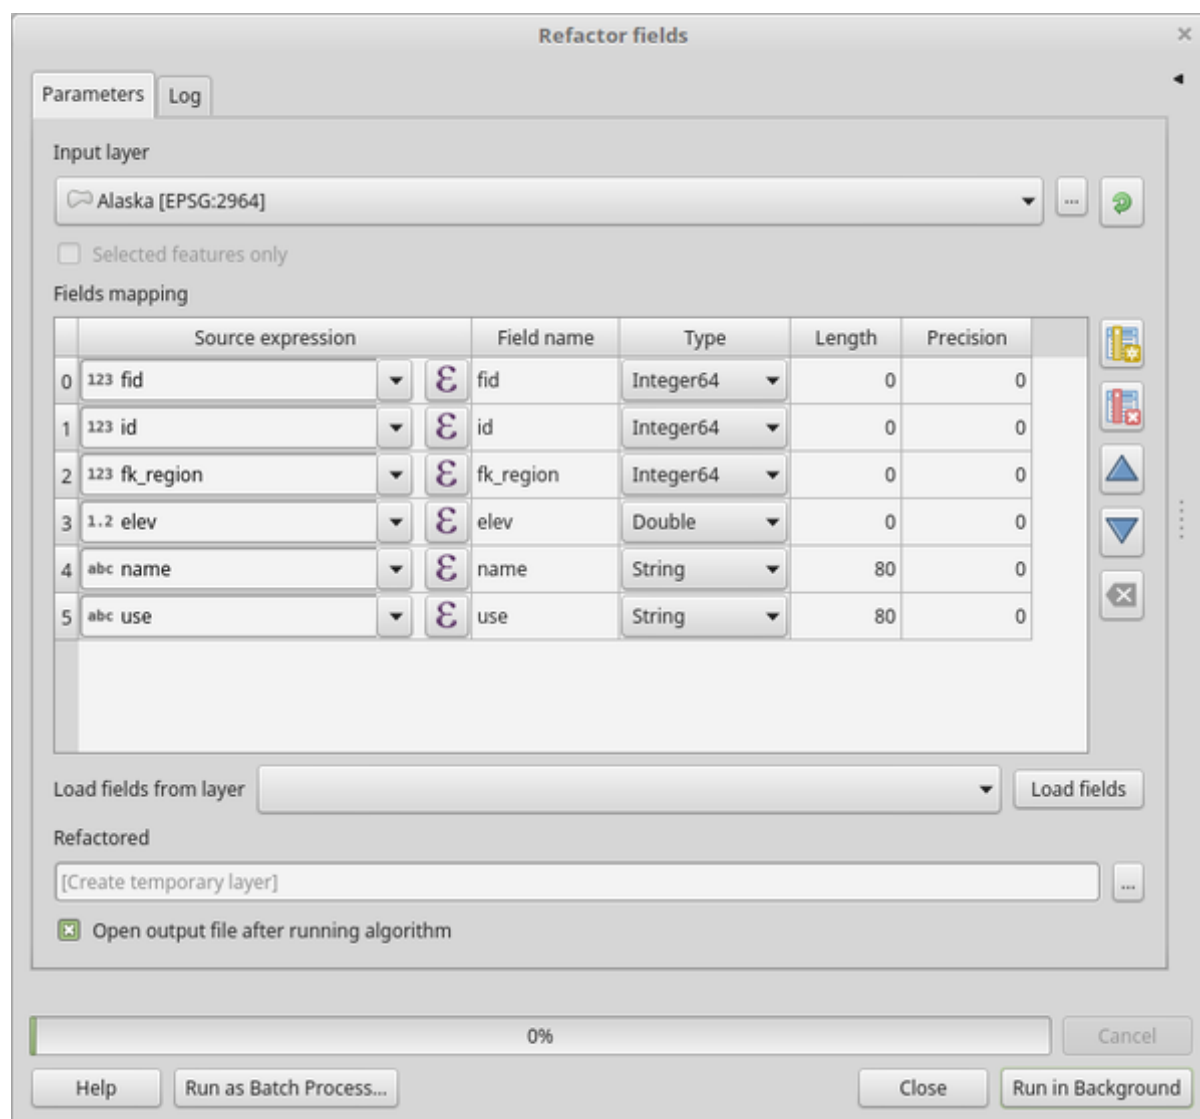 Refactor fields
Parameters Log
Input layer
Alaska [EPSG:2964] ...
Selected features only
Fields mapping
Source expression Field name Type Length Precision
0 123 fid ε fid Integer64 0 0
1 123 id ε id Integer64 0 0
2 123 fk_region ε fk_region Integer64 0 0
3 1.2 elev ε elev Double 0 0
4 abc name ε name String 80 0
5 abc use ε use String 80 0
Load fields from layer Load fields
Refactored
[Create temporary layer] ...
Open output file after running algorithm
0% Cancel
Help Run as Batch Process... Close Run in Background